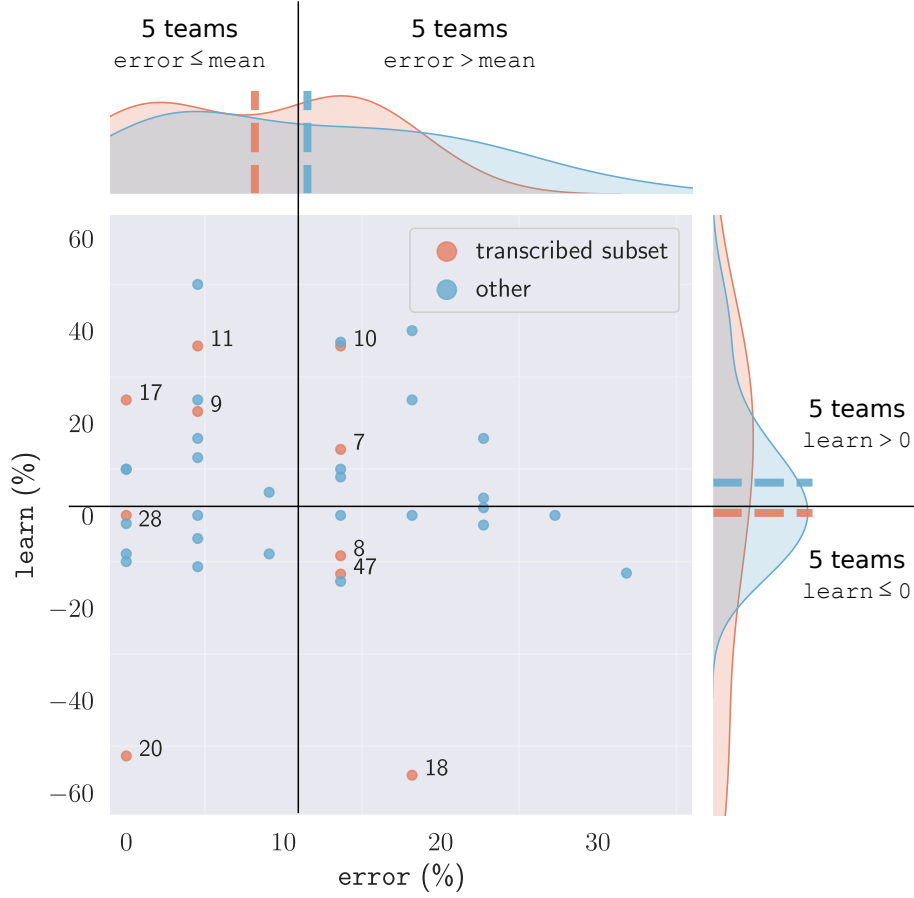 5 teams
error ≤ mean
5 teams
error > mean
transcribed subset
other
60
40
20
0
−20
−40
−60
learn (%)
11
10
17
9
7
28
8
47
20
18
5 teams
learn > 0
5 teams
learn ≤ 0
0
10
20
30
error (%)